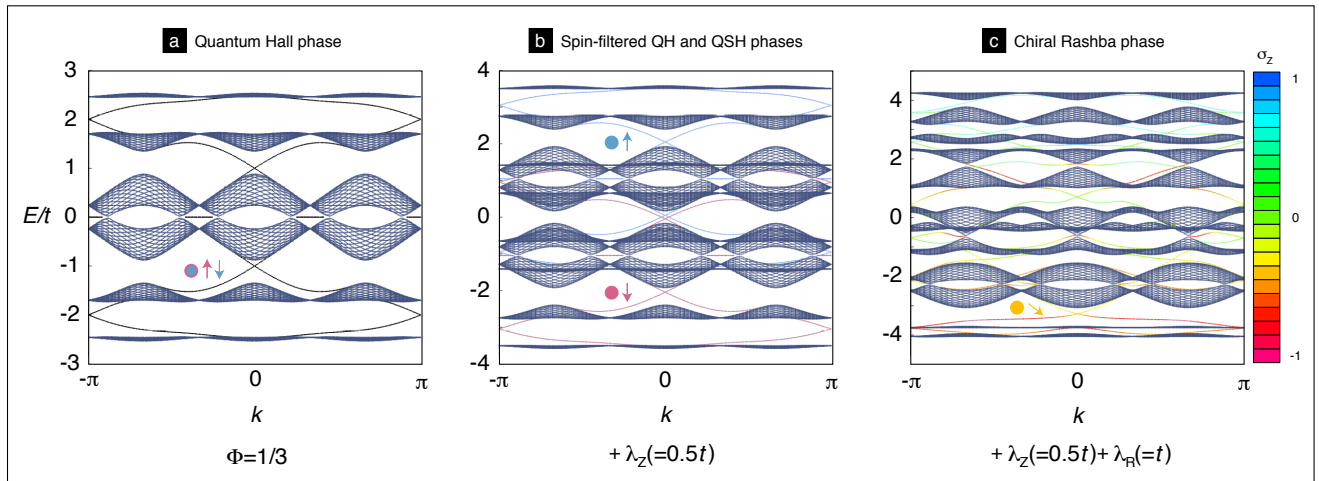 a Quantum Hall phase
b Spin-filtered QH and QSH phases
c Chiral Rashba phase
σZ
3
2
1
E/t 0
-1
-2
-3
-π 0 π
k
Φ=1/3
4
2
0
-2
-4
-π 0 π
k
+ λZ(=0.5t)
4
2
0
-2
-4
-π 0 π
k
+ λZ(=0.5t)+ λR(=t)
1
0
-1